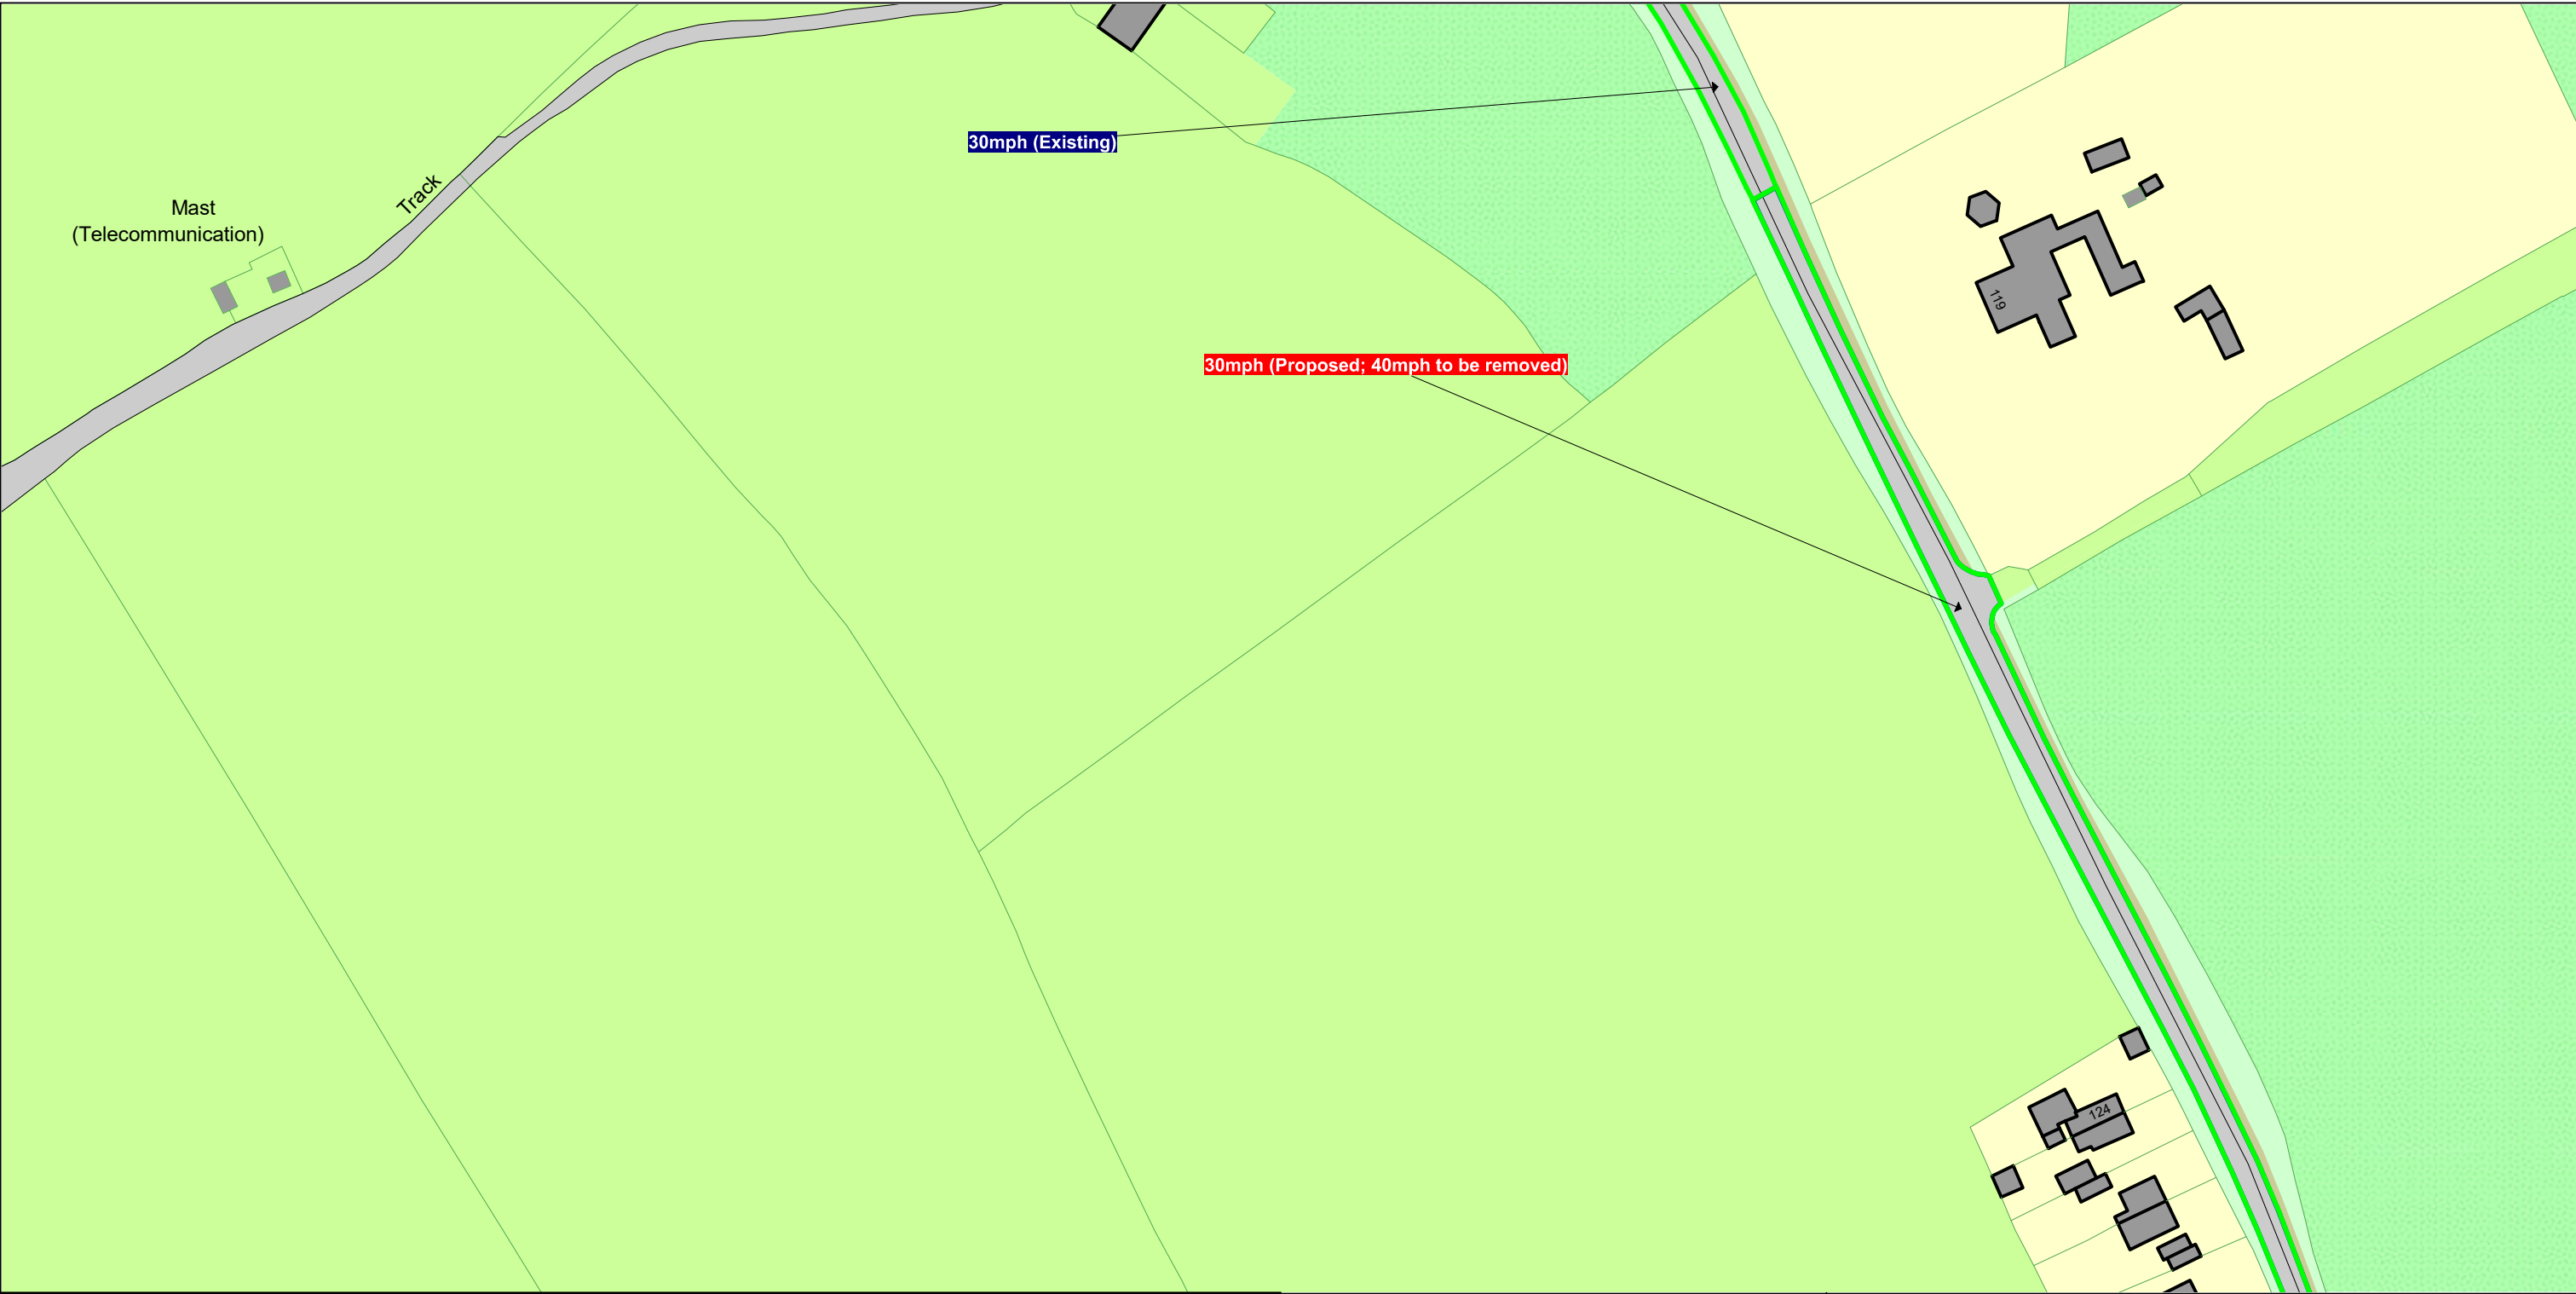 30mph (Existing)
Track
Mast
(Telecommunication)
119
30mph (Proposed; 40mph to be removed)
124